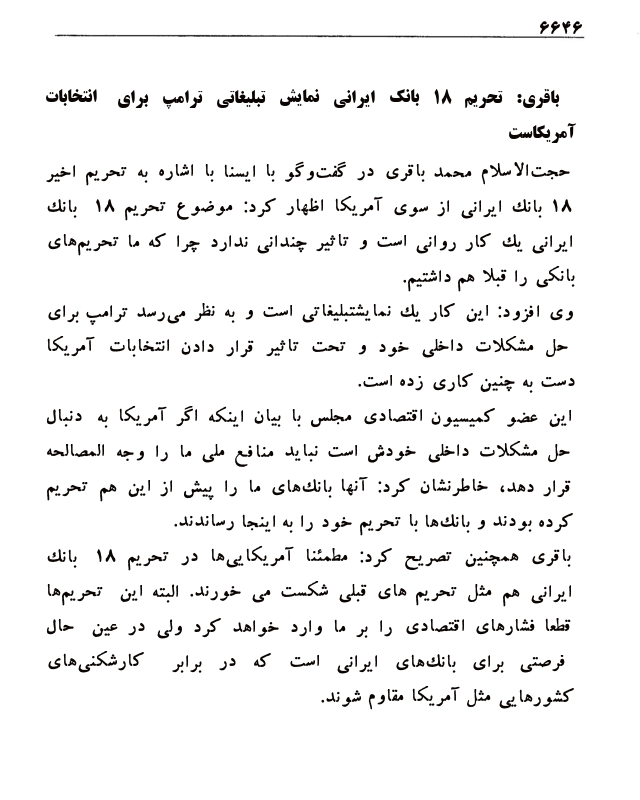 ۶۶۴۶
باقری: تحریم ۱۸ بانک ایرانی نمایش تبلیغاتی ترامپ برای انتخابات
آمریکاست
حجت‌الاسلام محمد باقری در گفت‌وگو با ایسنا با اشاره به تحریم اخیر
۱۸ بانك ایرانی از سوی آمریکا اظهار کرد: موضوع تحریم ۱۸ بانك
ایرانی یك کار روانی است و تاثیر چندانی ندارد چرا که ما تحریم‌های
بانکی را قبلا هم داشتیم.
وی افزود: این کار یك نمایشتبلیغاتی است و به نظر می‌رسد ترامپ برای
حل مشکلات داخلی خود و تحت تاثیر قرار دادن انتخابات آمریکا
دست به چنین کاری زده است.
این عضو کمیسیون اقتصادی مجلس با بیان اینکه اگر آمریکا به دنبال
حل مشکلات داخلی خودش است نباید منافع ملی ما را وجه المصالحه
قرار دهد، خاطرنشان کرد: آنها بانك‌های ما را پیش از این هم تحریم
کرده بودند و بانك‌ها با تحریم خود را به اینجا رساندند.
باقری همچنین تصریح کرد: مطمئنا آمریکایی‌ها در تحریم ۱۸ بانك
ایرانی هم مثل تحریم های قبلی شکست می خورند. البته این تحریم‌ها
قطعا فشارهای اقتصادی را بر ما وارد خواهد کرد ولی در عین حال
فرصتی برای بانك‌های ایرانی است که در برابر کارشکنی‌های
کشورهایی مثل آمریکا مقاوم شوند.